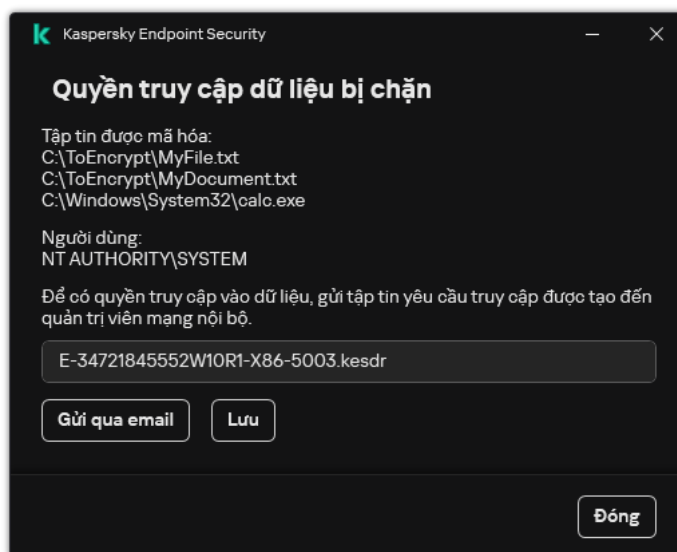 Kaspersky Endpoint Security
Quyền truy cập dữ liệu bị chặn
Tập tin được mã hóa:
C:\ToEncrypt\MyFile.txt
C:\ToEncrypt\MyDocument.txt
C:\Windows\System32\calc.exe
Người dùng:
NT AUTHORITY\SYSTEM
Để có quyền truy cập vào dữ liệu, gửi tập tin yêu cầu truy cập được tạo đến
quản trị viên mạng nội bộ.
E-34721845552W10R1-X86-5003.kesdr
Gửi qua email
Lưu
Đóng